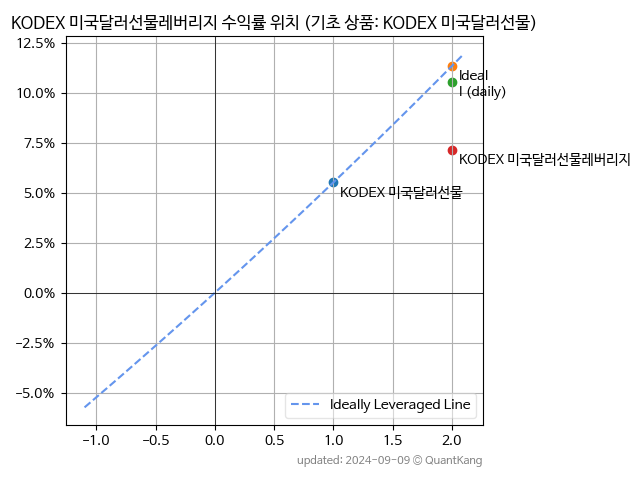 KODEX 미국달러선물레버리지 수익률 위치 (기초 상품: KODEX 미국달러선물)
12.5%
10.0%
7.5%
5.0%
2.5%
0.0%
−2.5%
−5.0%
Ideal
I (daily)
KODEX 미국달러선물레버리지
KODEX 미국달러선물
Ideally Leveraged Line
−1.0 −0.5 0.0 0.5 1.0 1.5 2.0
updated: 2024-09-09 © QuantKang